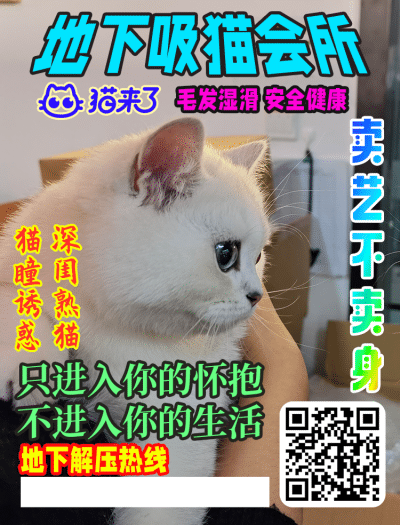 地下吸猫会所
猫来了
毛发湿滑 安全健康
卖艺不卖身
深闺熟猫
猫瞳诱惑
只进入你的怀抱
不进入你的生活
地下解压热线